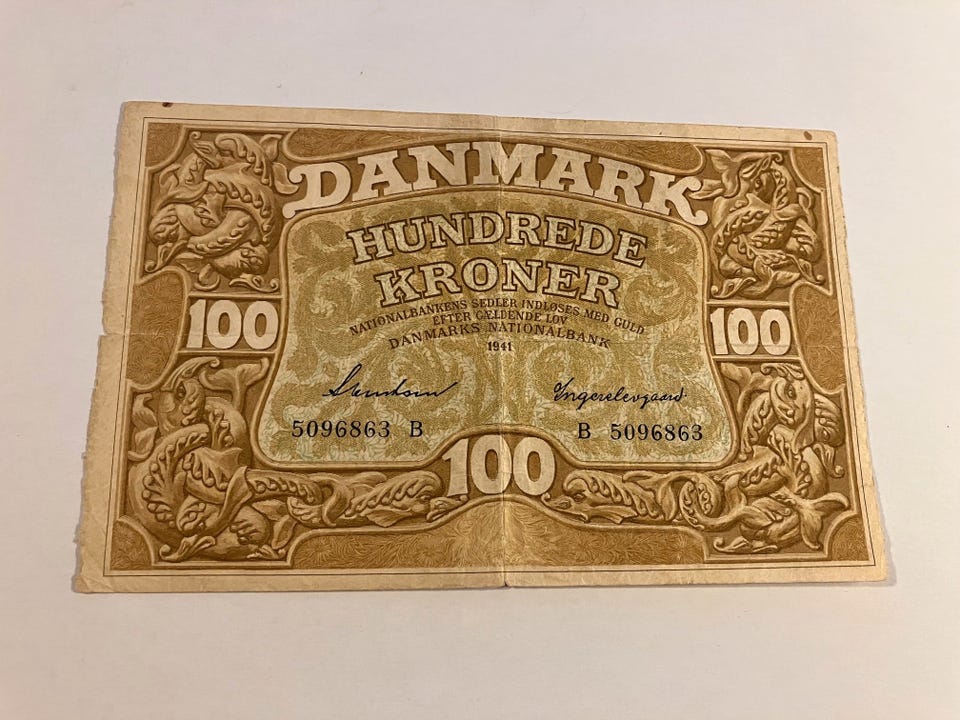 DANMARK
HUNDREDE
KRONER
NATIONALBANKENS SEDLER INDLØSES MED GULD
EFTER GÆLDENDE LOV
DANMARKS NATIONALBANK
1941
100 100
5096863 B B 5096863
100